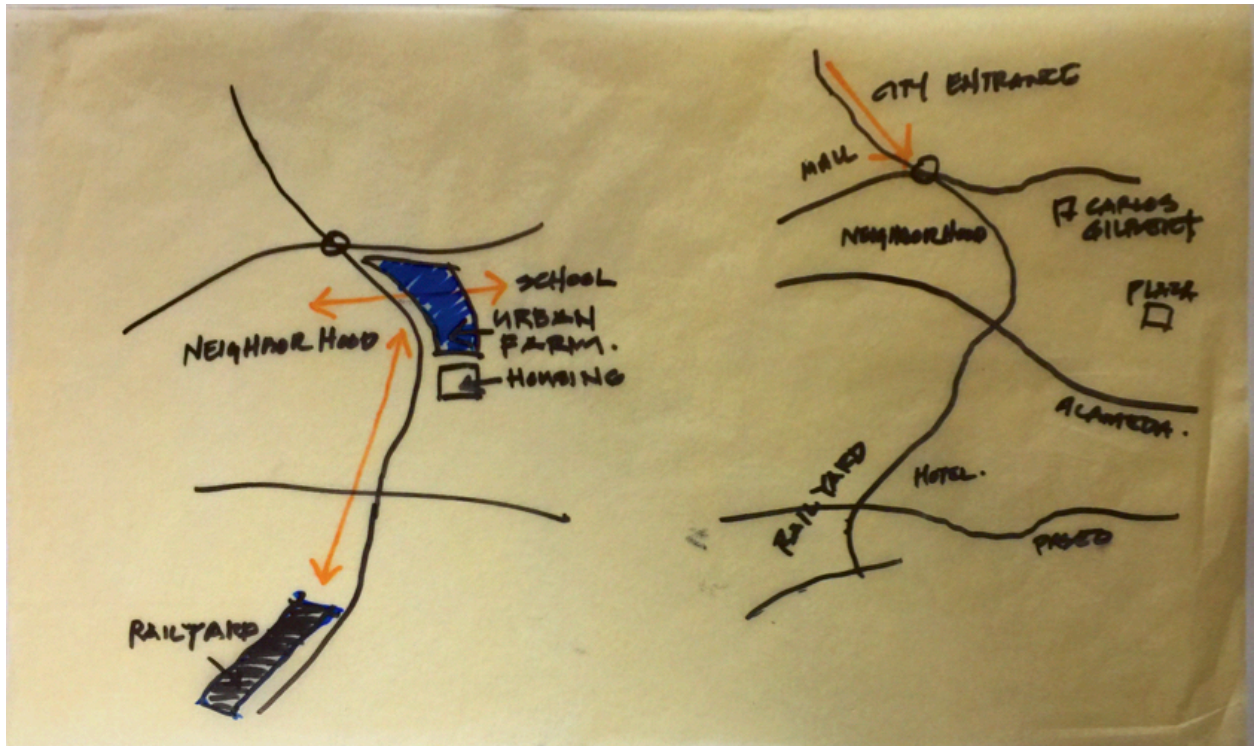 SCHOOL
URBAN
FARM.
HOUSING
NEIGHBORHOOD
RAILYARD
CITY ENTRANCE
MALL
CARLOS
GILBERT
NEIGHBORHOOD
PLAZA
ALAMEDA.
RAILYARD
HOTEL.
PASEO